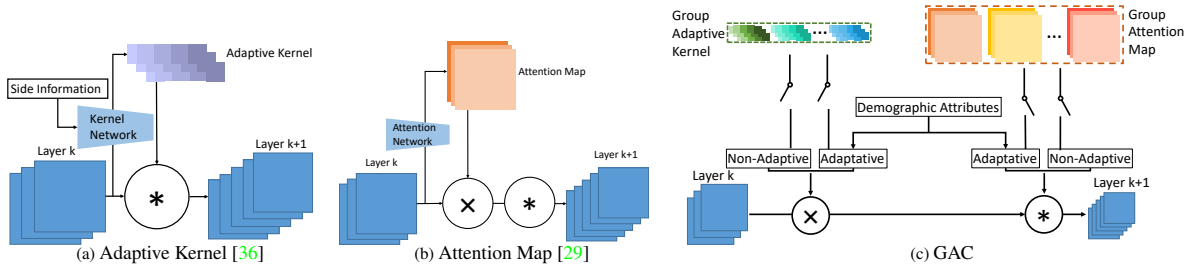 Adaptive Kernel
Side Information
Kernel
Network
Layer k
Layer k+1
*
(a) Adaptive Kernel [36]
Attention Map
Attention
Network
Layer k
Layer k+1
×
*
(b) Attention Map [29]
Group
Adaptive
Kernel
...
...
Group
Attention
Map
Demographic Attributes
Non-Adaptive
Adaptative
Adaptative
Non-Adaptive
Layer k
Layer k+1
×
*
(c) GAC